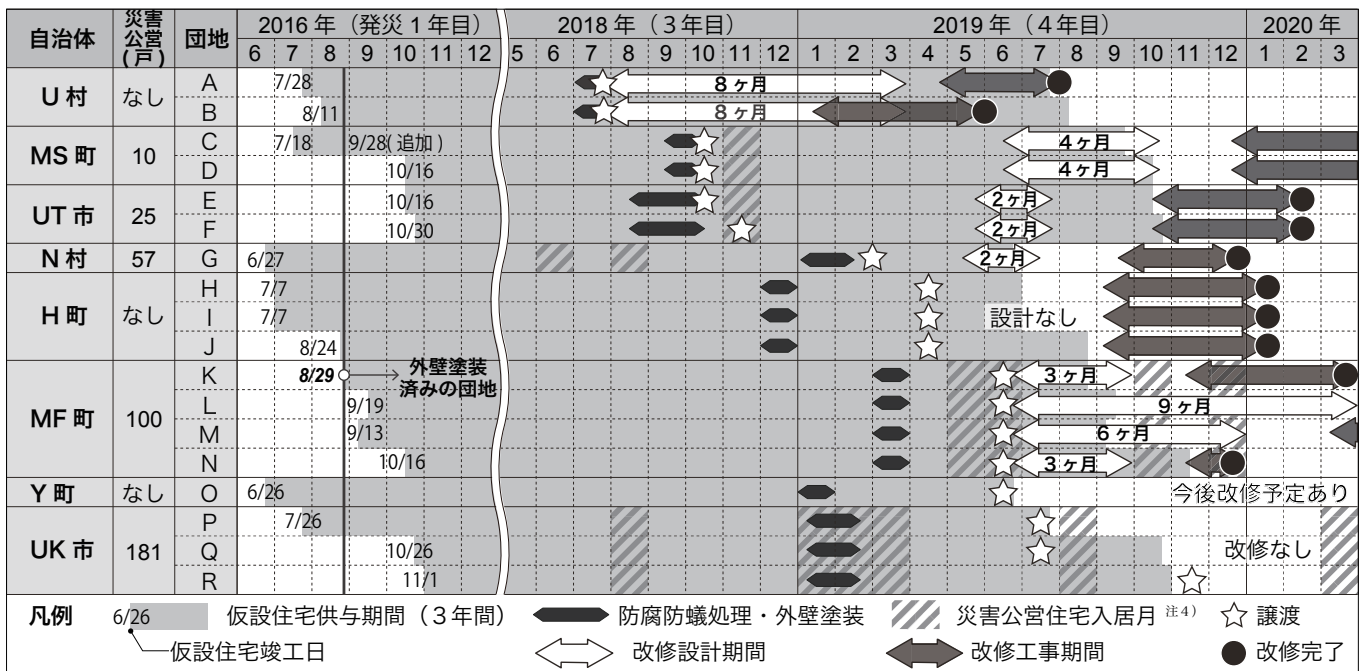 自治体 災害公営(戸) 団地 2016年（発災1年目） 2018年（3年目） 2019年（4年目） 2020年
6 7 8 9 10 12 5 6 7 8 9 10 11 12 1 2 3 4 5 6 7 8 9 10 11 12 1 2 3
U村 なし A 7/28 8ヶ月
B 8/11 8ヶ月
MS町 10 C 7/18 9/28(追加) 4ヶ月
D 10/16 4ヶ月
UT市 25 E 10/16 2ヶ月
F 10/30 2ヶ月
N村 57 G 6/27 2ヶ月
H町 なし H 7/7
I 7/7 設計なし
J 8/24
MF町 100 K 8/29 外壁塗装済みの団地 3ヶ月
L 9/19 9ヶ月
M 9/13 6ヶ月
N 10/16 3ヶ月
Y町 なし O 6/26 今後改修予定あり
UK市 181 P 7/26
Q 10/26 改修なし
R 11/1
凡例 6/26 仮設住宅供与期間（3年間） 防腐防蟻処理・外壁塗装 災害公営住宅入居月 注4) 譲渡
仮設住宅竣工日 改修設計期間 改修工事期間 改修完了